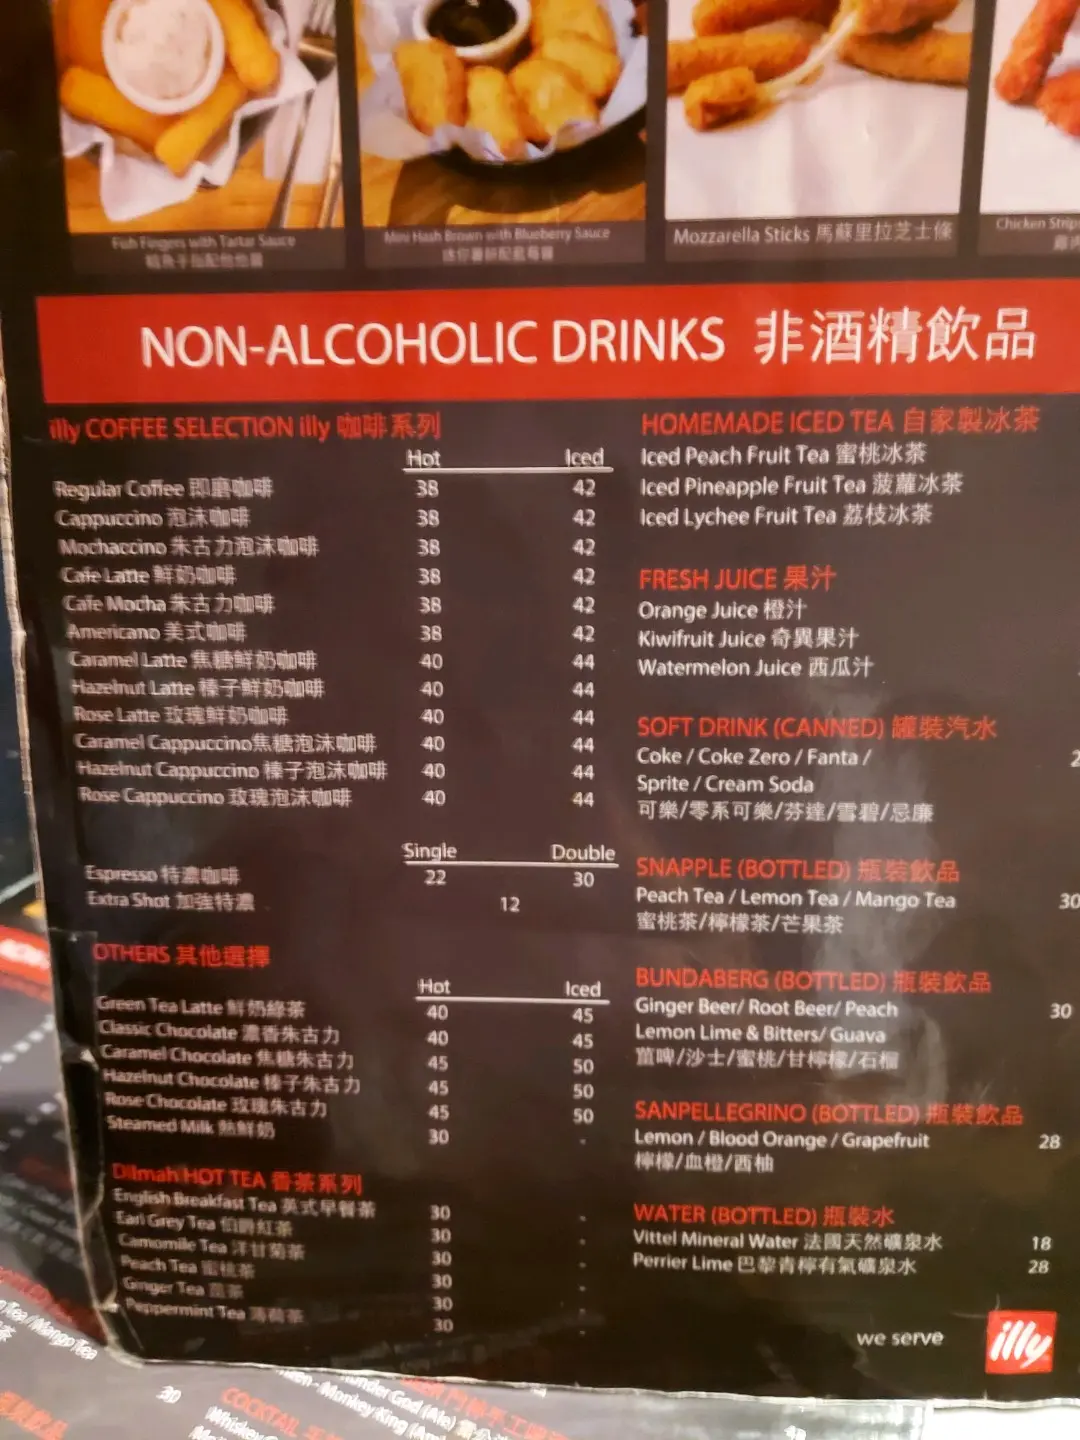 Fish Fingers with Tartar Sauce
Mini Hash Brown with Blueberry Sauce
Mozzarella Sticks 馬蘇里拉芝士條
Chicken Strips
NON-ALCOHOLIC DRINKS 非酒精飲品
illy COFFEE SELECTION illy 咖啡系列
Hot Iced
Regular Coffee 即磨咖啡 38 42
Cappuccino 泡沫咖啡 38 42
Mochaccino 朱古力泡沫咖啡 38 42
Cafe Latte 鮮奶咖啡 38 42
Cafe Mocha 朱古力咖啡 38 42
Americano 美式咖啡 38 42
Caramel Latte 焦糖鮮奶咖啡 40 44
Hazelnut Latte 榛子鮮奶咖啡 40 44
Rose Latte 玫瑰鮮奶咖啡 40 44
Caramel Cappuccino焦糖泡沫咖啡 40 44
Hazelnut Cappuccino 榛子泡沫咖啡 40 44
Rose Cappuccino 玫瑰泡沫咖啡 40 44
Single Double
Espresso 特濃咖啡 22 30
Extra Shot 加強特濃 12
OTHERS 其他選擇
Hot Iced
Green Tea Latte 鮮奶綠茶 40 45
Classic Chocolate 濃香朱古力 40 45
Caramel Chocolate 焦糖朱古力 45 50
Hazelnut Chocolate 榛子朱古力 45 50
Rose Chocolate 玫瑰朱古力 45 50
Steamed Milk 熱鮮奶 30 -
Dilmah HOT TEA 香茶系列
English Breakfast Tea 英式早餐茶 30 -
Earl Grey Tea 伯爵紅茶 30 -
Camomile Tea 洋甘菊茶 30 -
Peach Tea 蜜桃茶 30 -
Ginger Tea 薑茶 30 -
Peppermint Tea 薄荷茶 30 -
HOMEMADE ICED TEA 自家製冰茶
Iced Peach Fruit Tea 蜜桃冰茶
Iced Pineapple Fruit Tea 菠蘿冰茶
Iced Lychee Fruit Tea 荔枝冰茶
FRESH JUICE 果汁
Orange Juice 橙汁
Kiwifruit Juice 奇異果汁
Watermelon Juice 西瓜汁
SOFT DRINK (CANNED) 罐裝汽水
Coke / Coke Zero / Fanta /
Sprite / Cream Soda
可樂/零系可樂/芬達/雪碧/忌廉
SNAPPLE (BOTTLED) 瓶裝飲品
Peach Tea / Lemon Tea / Mango Tea 30
蜜桃茶/檸檬茶/芒果茶
BUNDABERG (BOTTLED) 瓶裝飲品
Ginger Beer/ Root Beer/ Peach 30
Lemon Lime & Bitters/ Guava
薑啤/沙士/蜜桃/甘檸檬/石榴
SANPELLEGRINO (BOTTLED) 瓶裝飲品
Lemon / Blood Orange / Grapefruit 28
檸檬/血橙/西柚
WATER (BOTTLED) 瓶裝水
Vittel Mineral Water 法國天然礦泉水 18
Perrier Lime 巴黎青檸有氣礦泉水 28
we serve illy
Tea / Mango Tea
30
COCKTAIL
Whiskey
Thunder God (Ale)
Monkey King